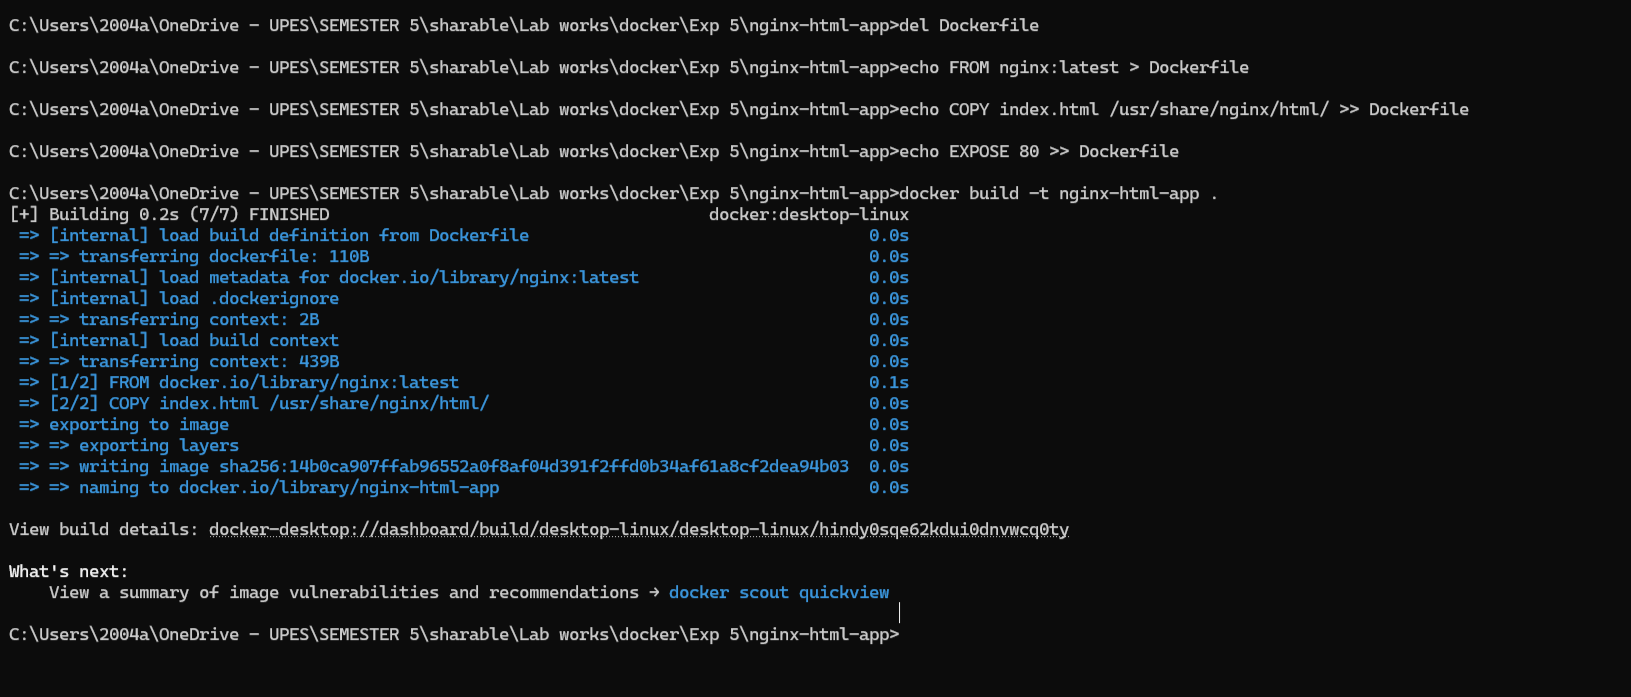 C:\Users\2004a\OneDrive - UPES\SEMESTER 5\sharable\Lab works\docker\Exp 5\nginx-html-app>del Dockerfile
C:\Users\2004a\OneDrive - UPES\SEMESTER 5\sharable\Lab works\docker\Exp 5\nginx-html-app>echo FROM nginx:latest > Dockerfile
C:\Users\2004a\OneDrive - UPES\SEMESTER 5\sharable\Lab works\docker\Exp 5\nginx-html-app>echo COPY index.html /usr/share/nginx/html/ >> Dockerfile
C:\Users\2004a\OneDrive - UPES\SEMESTER 5\sharable\Lab works\docker\Exp 5\nginx-html-app>echo EXPOSE 80 >> Dockerfile
C:\Users\2004a\OneDrive - UPES\SEMESTER 5\sharable\Lab works\docker\Exp 5\nginx-html-app>docker build -t nginx-html-app .
[+] Building 0.2s (7/7) FINISHED docker:desktop-linux
=> [internal] load build definition from Dockerfile 0.0s
=> => transferring dockerfile: 110B 0.0s
=> [internal] load metadata for docker.io/library/nginx:latest 0.0s
=> [internal] load .dockerignore 0.0s
=> => transferring context: 2B 0.0s
=> [internal] load build context 0.0s
=> => transferring context: 439B 0.0s
=> [1/2] FROM docker.io/library/nginx:latest 0.1s
=> [2/2] COPY index.html /usr/share/nginx/html/ 0.0s
=> exporting to image 0.0s
=> => exporting layers 0.0s
=> => writing image sha256:14b0ca907ffab96552a0f8af04d391f2ffd0b34af61a8cf2dea94b03 0.0s
=> => naming to docker.io/library/nginx-html-app 0.0s
View build details: docker-desktop://dashboard/build/desktop-linux/desktop-linux/hindy0sqe62kdui0dnvwcq0ty
What's next:
View a summary of image vulnerabilities and recommendations → docker scout quickview
C:\Users\2004a\OneDrive - UPES\SEMESTER 5\sharable\Lab works\docker\Exp 5\nginx-html-app>